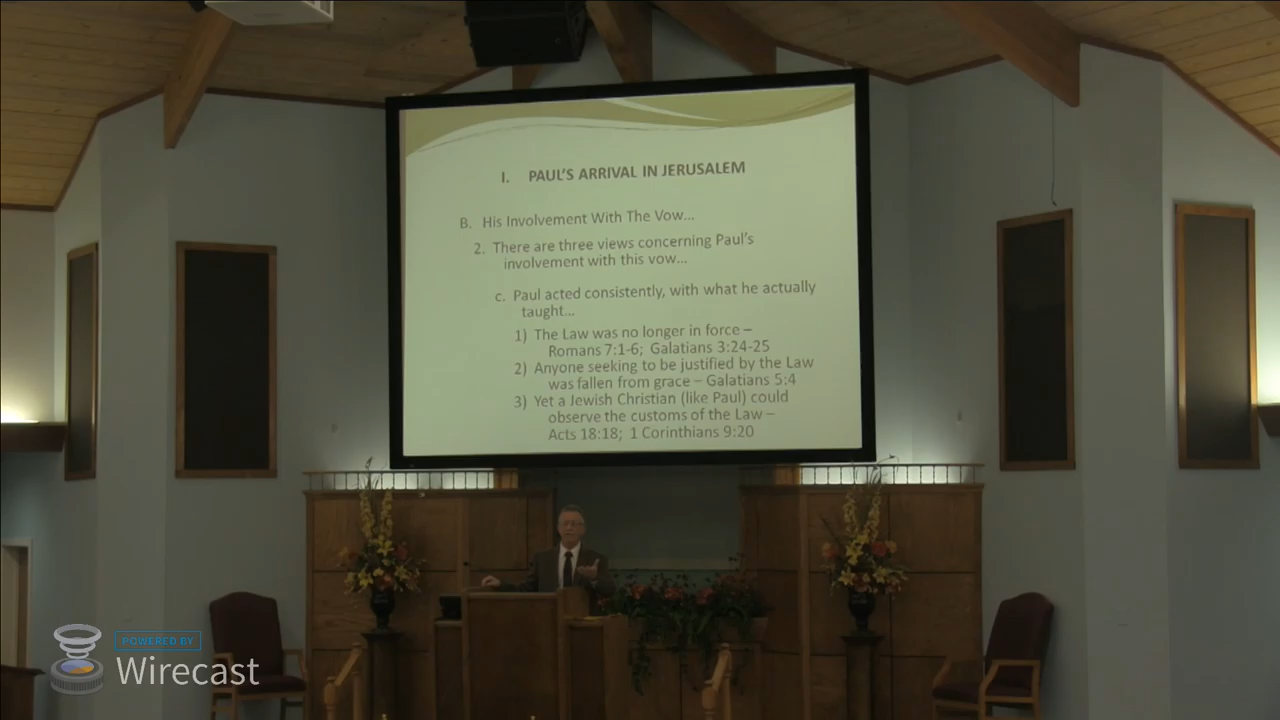 I. PAUL'S ARRIVAL IN JERUSALEM
B. His Involvement With The Vow...
2. There are three views concerning Paul's
involvement with this vow...
c. Paul acted consistently, with what he actually
taught...
1) The Law was no longer in force –
Romans 7:1-6; Galatians 3:24-25
2) Anyone seeking to be justified by the Law
was fallen from grace – Galatians 5:4
3) Yet a Jewish Christian (like Paul) could
observe the customs of the Law –
Acts 18:18; 1 Corinthians 9:20
POWERED BY
Wirecast